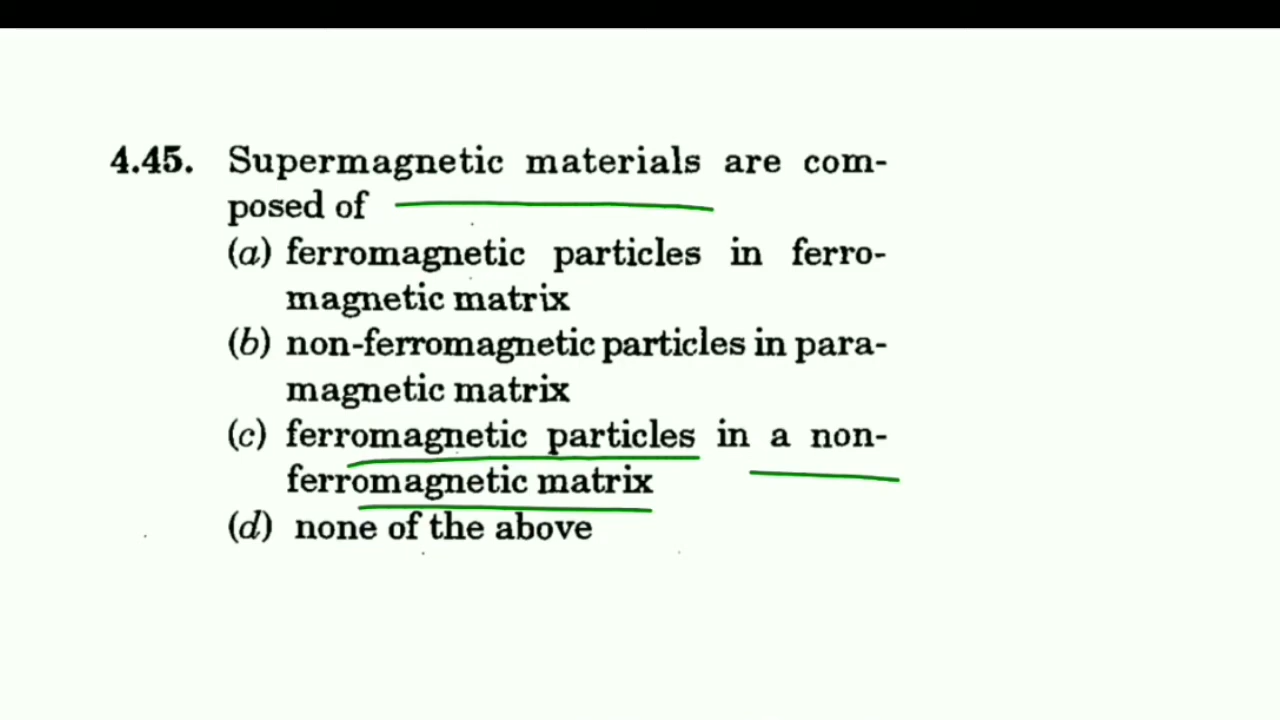 4.45. Supermagnetic materials are com-
posed of
(a) ferromagnetic particles in ferro-
magnetic matrix
(b) non-ferromagnetic particles in para-
magnetic matrix
(c) ferromagnetic particles in a non-
ferromagnetic matrix
(d) none of the above